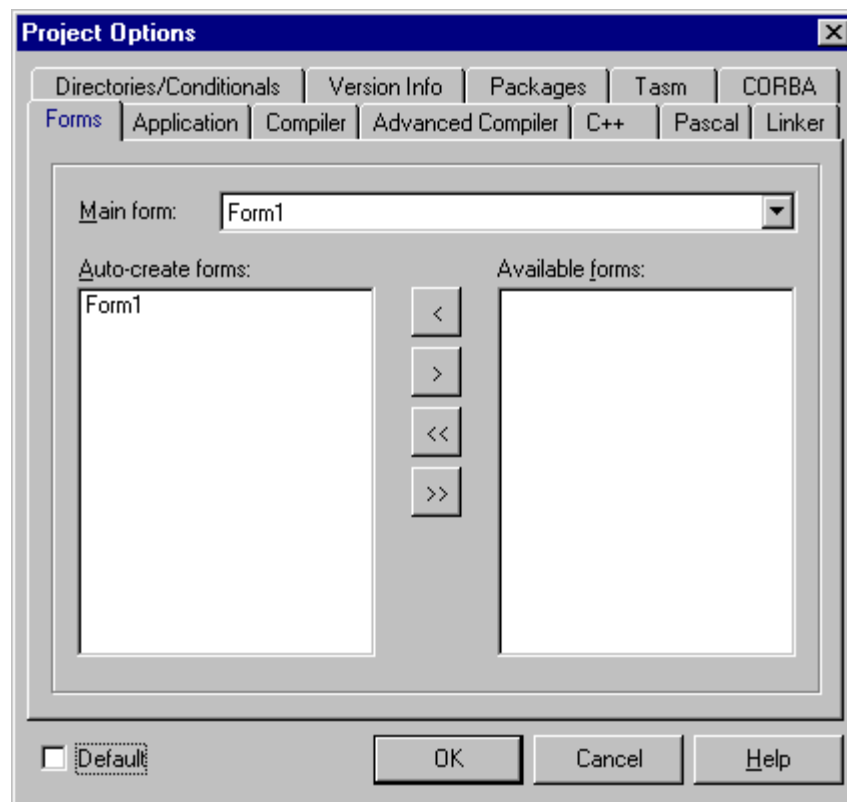 Project Options
Directories/Conditionals Version Info Packages Tasm CORBA
Forms Application Compiler Advanced Compiler C++ Pascal Linker
Main form: Form1
Auto-create forms: Available forms:
Form1
<
>
<<
>>
Default OK Cancel Help